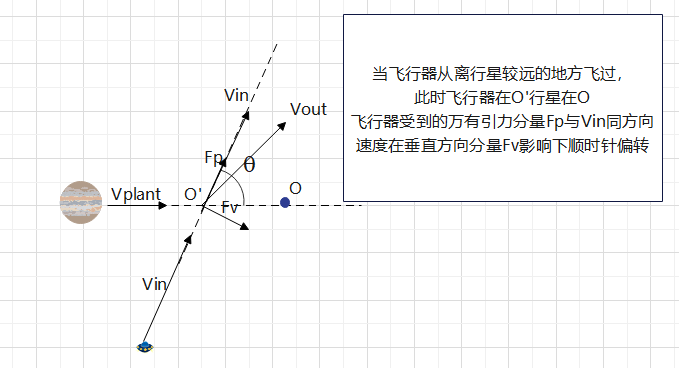 当飞行器从离行星较远的地方飞过，
此时飞行器在O'行星在O
飞行器受到的万有引力分量Fp与Vin同方向
速度在垂直方向分量Fv影响下顺时针偏转
Vin
Vout
Fp
θ
Vplant
O'
O
Fv
Vin